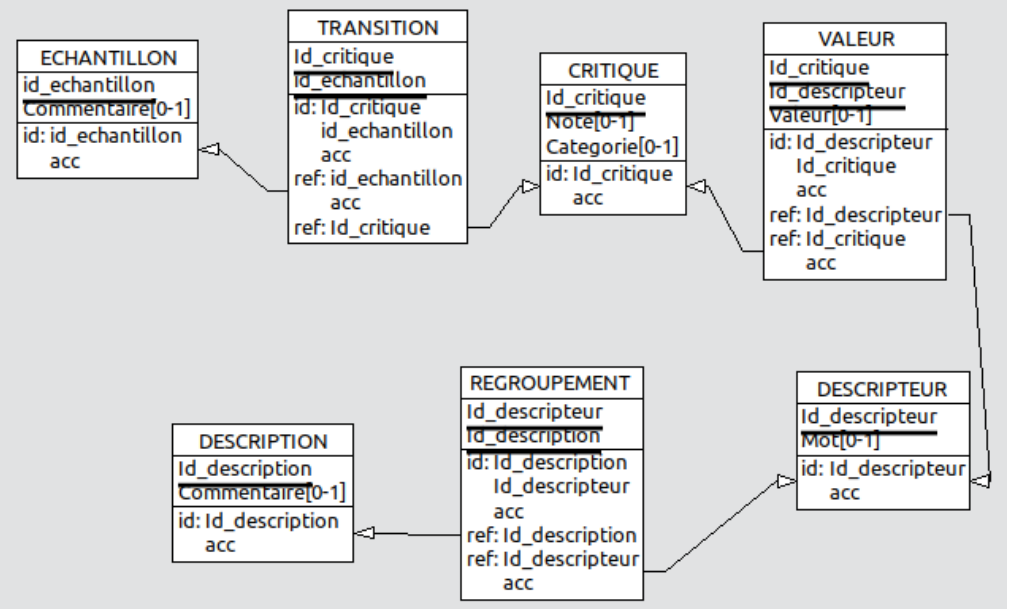 ECHANTILLON
id_echantillon
Commentaire[0-1]
id: id_echantillon
acc
TRANSITION
Id_critique
id_echantillon
id: Id_critique
id_echantillon
acc
ref: id_echantillon
acc
ref: Id_critique
CRITIQUE
Id_critique
Note[0-1]
Categorie[0-1]
id: Id_critique
acc
VALEUR
Id_critique
Id_descripteur
Valeur[0-1]
id: Id_descripteur
Id_critique
acc
ref: Id_descripteur
ref: Id_critique
acc
DESCRIPTION
Id_description
Commentaire[0-1]
id: Id_description
acc
REGROUPEMENT
Id_descripteur
Id_description
id: Id_description
Id_descripteur
acc
ref: Id_description
ref: Id_descripteur
acc
DESCRIPTEUR
Id_descripteur
Mot[0-1]
id: Id_descripteur
acc